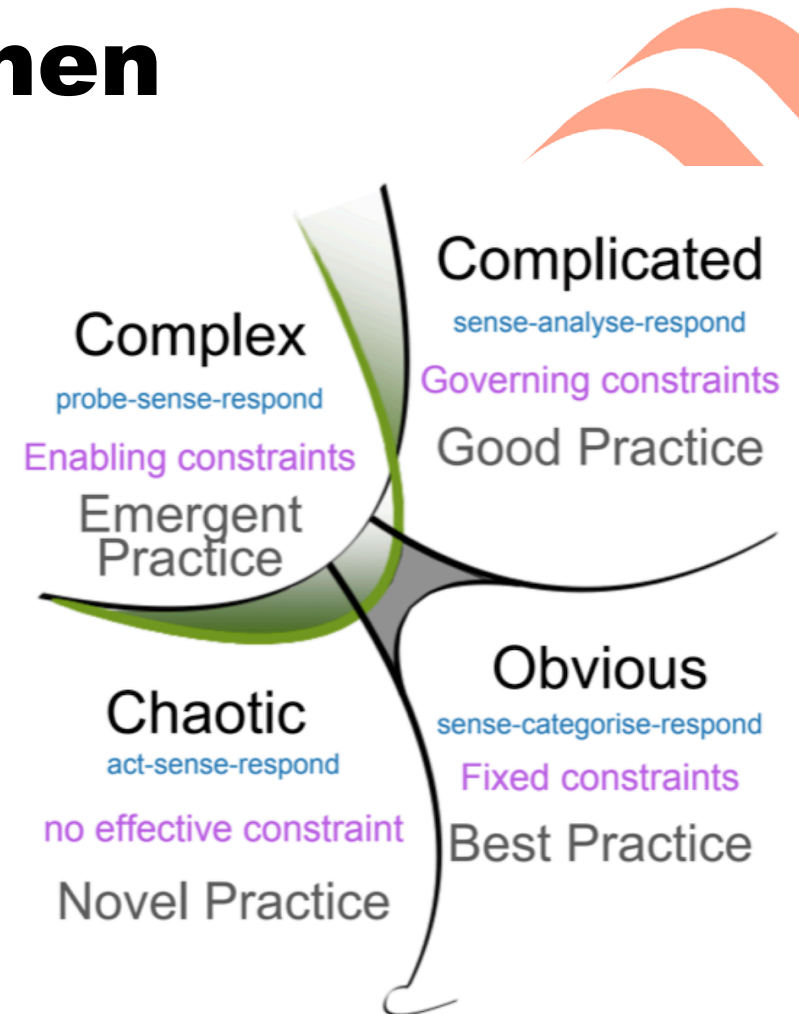 nen
Complex
probe-sense-respond
Enabling constraints
Emergent
Practice
Complicated
sense-analyse-respond
Governing constraints
Good Practice
Chaotic
act-sense-respond
no effective constraint
Novel Practice
Obvious
sense-categorise-respond
Fixed constraints
Best Practice